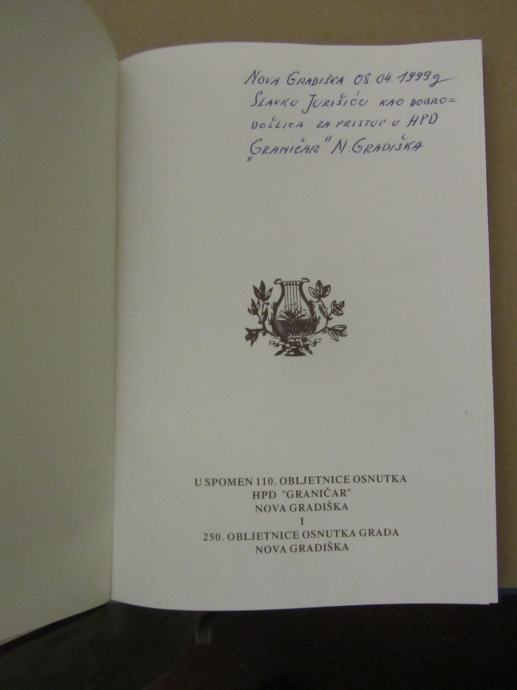 NOVA GRADIŠKA 08.04.1999g
SLAVKU JURIŠIĆU KAO DOBRO=
DOŠLICA ZA PRISTUP U HPD
„GRANIČAR" N. GRADIŠKA
U SPOMEN 110. OBLJETNICE OSNUTKA
HPD "GRANIČAR"
NOVA GRADIŠKA
I
250. OBLJETNICE OSNUTKA GRADA
NOVA GRADIŠKA